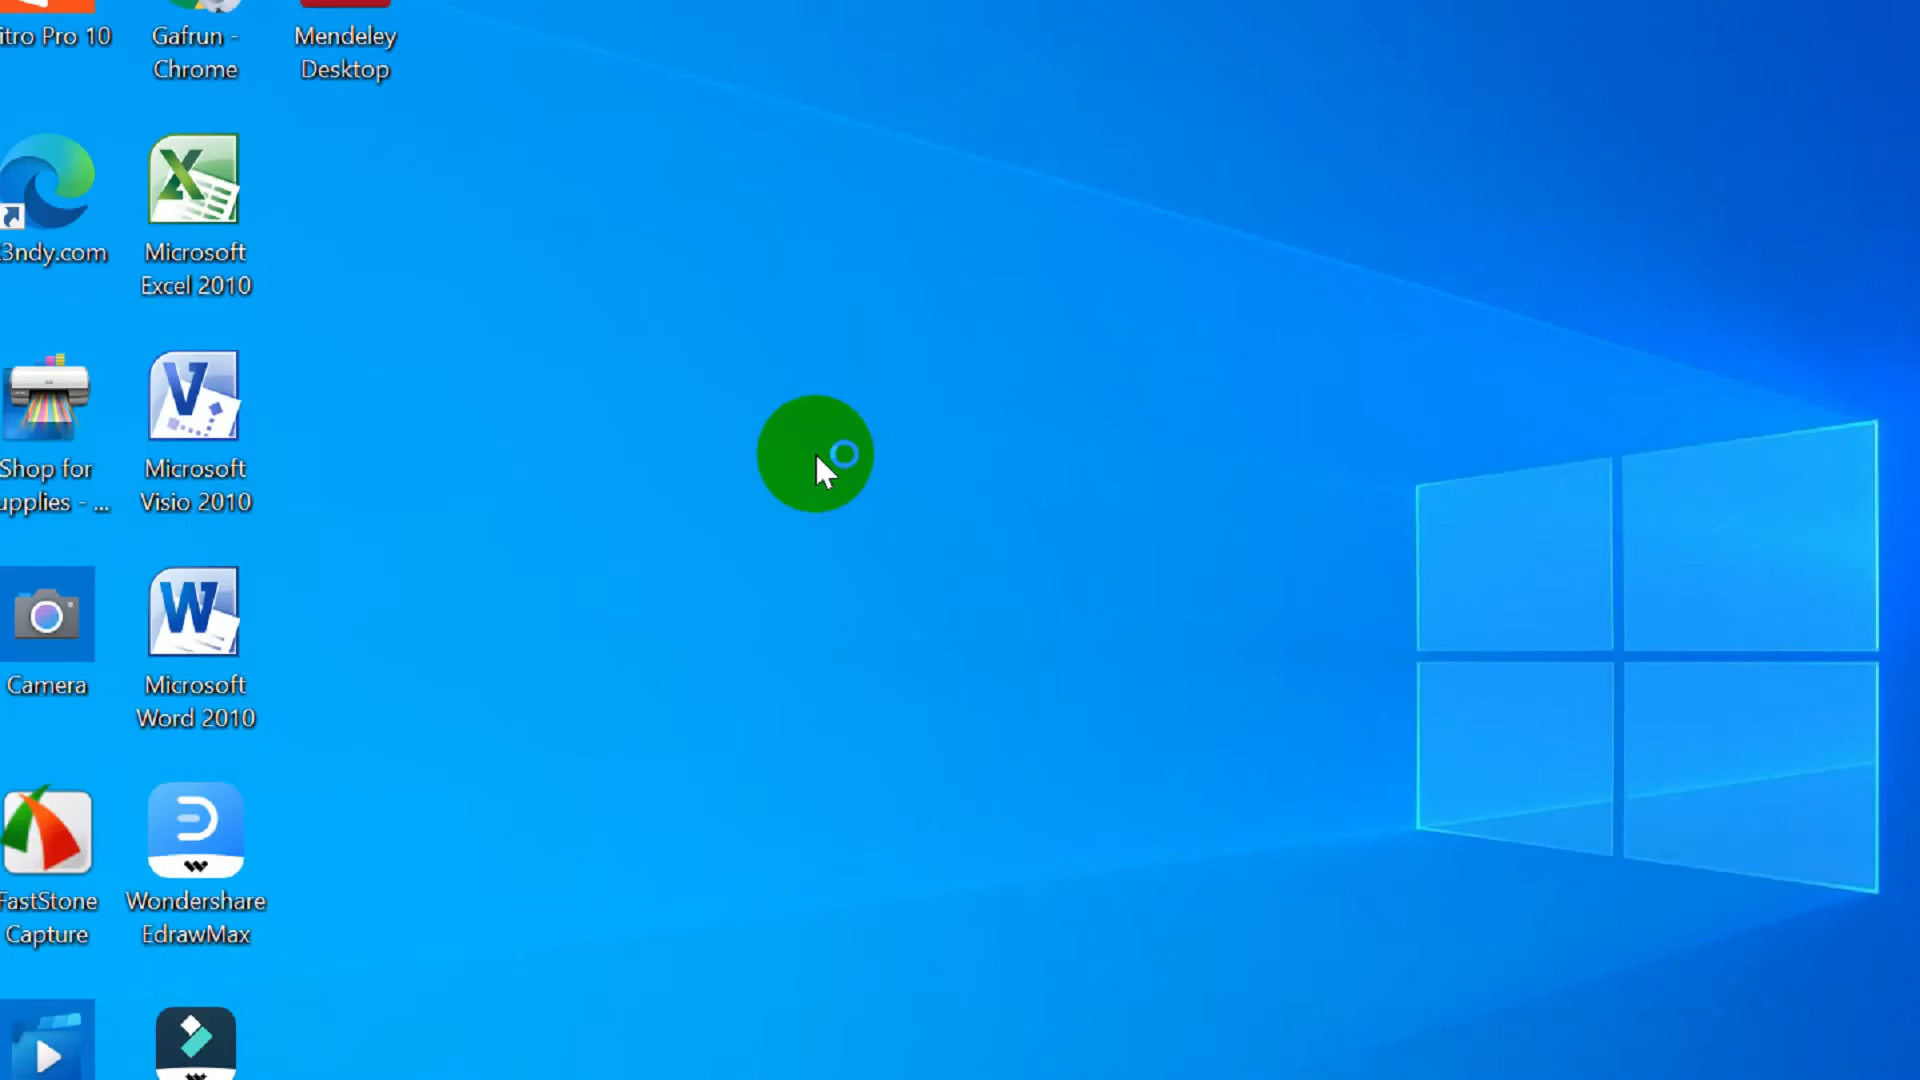 itro Pro 10
Gafrun -
Chrome
Mendeley
Desktop
3ndy.com
Microsoft
Excel 2010
Shop for
upplies - ...
Microsoft
Visio 2010
Camera
Microsoft
Word 2010
FastStone
Capture
Wondershare
EdrawMax